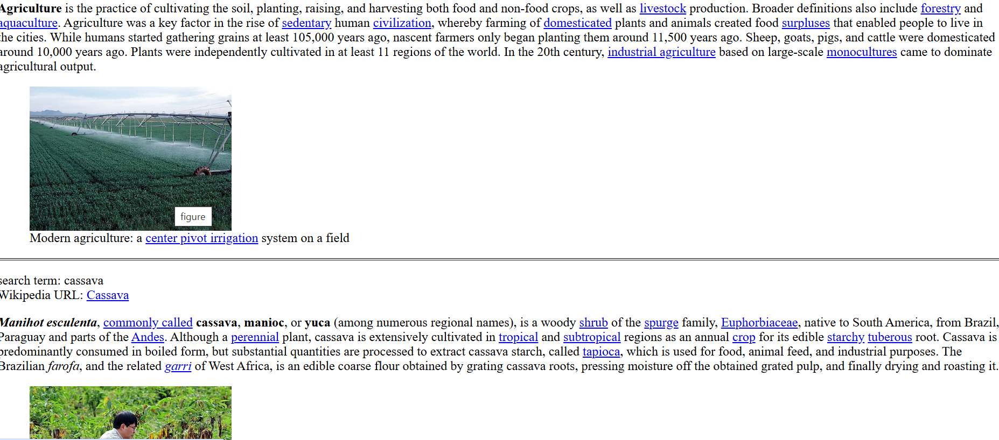 Agriculture is the practice of cultivating the soil, planting, raising, and harvesting both food and non-food crops, as well as livestock production. Broader definitions also include forestry and
aquaculture. Agriculture was a key factor in the rise of sedentary human civilization, whereby farming of domesticated plants and animals created food surpluses that enabled people to live in
the cities. While humans started gathering grains at least 105,000 years ago, nascent farmers only began planting them around 11,500 years ago. Sheep, goats, pigs, and cattle were domesticated
around 10,000 years ago. Plants were independently cultivated in at least 11 regions of the world. In the 20th century, industrial agriculture based on large-scale monocultures came to dominate
agricultural output.
figure
Modern agriculture: a center pivot irrigation system on a field
search term: cassava
Wikipedia URL: Cassava
Manihot esculenta, commonly called cassava, manioc, or yuca (among numerous regional names), is a woody shrub of the spurge family, Euphorbiaceae, native to South America, from Brazil,
Paraguay and parts of the Andes. Although a perennial plant, cassava is extensively cultivated in tropical and subtropical regions as an annual crop for its edible starchy tuberous root. Cassava is
predominantly consumed in boiled form, but substantial quantities are processed to extract cassava starch, called tapioca, which is used for food, animal feed, and industrial purposes. The
Brazilian farofa, and the related garri of West Africa, is an edible coarse flour obtained by grating cassava roots, pressing moisture off the obtained grated pulp, and finally drying and roasting it.